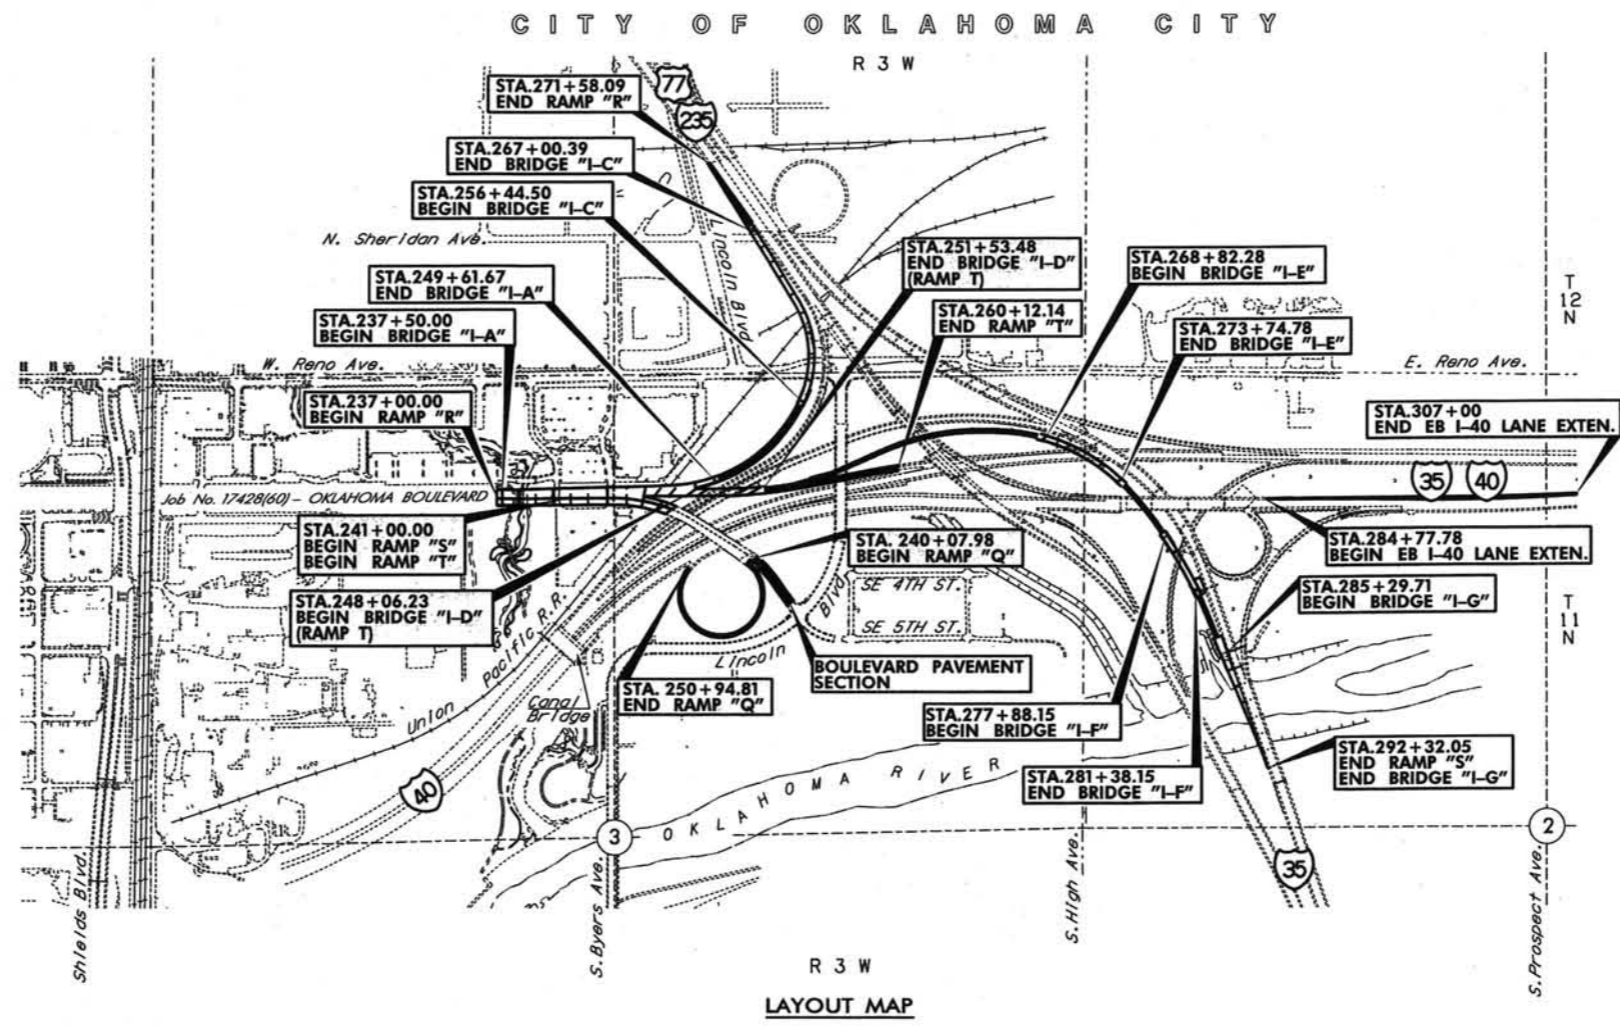 CITY OF OKLAHOMA CITY
R 3 W
77
235
STA.271+58.09
END RAMP "R"
STA.267+00.39
END BRIDGE "I-C"
STA.256+44.50
BEGIN BRIDGE "I-C"
N. Sheridan Ave.
Lincoln Blvd
STA.249+61.67
END BRIDGE "I-A"
STA.237+50.00
BEGIN BRIDGE "I-A"
W. Reno Ave.
STA.237+00.00
BEGIN RAMP "R"
STA.251+53.48
END BRIDGE "I-D"
(RAMP T)
STA.260+12.14
END RAMP "T"
STA.268+82.28
BEGIN BRIDGE "I-E"
STA.273+74.78
END BRIDGE "I-E"
T
12
N
E. Reno Ave.
STA.307+00
END EB I-40 LANE EXTEN.
35
40
Job No. 17428(60) - OKLAHOMA BOULEVARD
STA.241+00.00
BEGIN RAMP "S"
BEGIN RAMP "T"
STA.248+06.23
BEGIN BRIDGE "I-D"
(RAMP T)
STA. 240+07.98
BEGIN RAMP "Q"
STA.284+77.78
BEGIN EB I-40 LANE EXTEN.
SE 4TH ST.
SE 5TH ST.
Lincoln
Blvd
STA.285+29.71
BEGIN BRIDGE "I-G"
T
11
N
BOULEVARD PAVEMENT
SECTION
STA. 250+94.81
END RAMP "Q"
Union
Pacific R.R.
Canal
Bridge
STA.277+88.15
BEGIN BRIDGE "I-F"
STA.281+38.15
END BRIDGE "I-F"
STA.292+32.05
END RAMP "S"
END BRIDGE "I-G"
40
OKLAHOMA RIVER
3
2
35
Shields Blvd.
S.Byers Ave.
S.High Ave.
S.Prospect Ave.
R 3 W
LAYOUT MAP